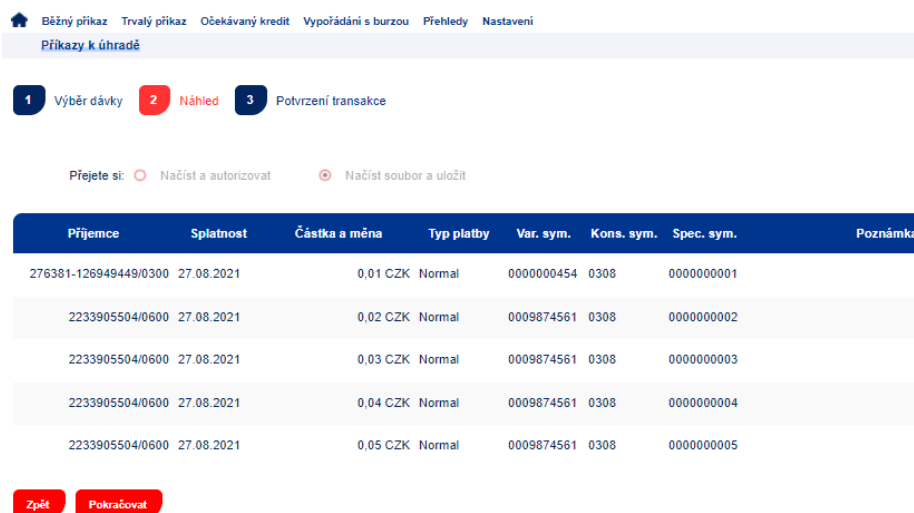 Běžný příkaz Trvalý příkaz Očekávaný kredit Vypořádání s burzou Přehledy Nastavení
Příkazy k úhradě
1 Výběr dávky 2 Náhled 3 Potvrzení transakce
Přejete si: Načíst a autorizovat Načíst soubor a uložit
Příjemce Splatnost Částka a měna Typ platby Var. sym. Kons. sym. Spec. sym. Poznámka
276381-126949449/0300 27.08.2021 0,01 CZK Normal 0000000454 0308 0000000001
2233905504/0600 27.08.2021 0,02 CZK Normal 0009874561 0308 0000000002
2233905504/0600 27.08.2021 0,03 CZK Normal 0009874561 0308 0000000003
2233905504/0600 27.08.2021 0,04 CZK Normal 0009874561 0308 0000000004
2233905504/0600 27.08.2021 0,05 CZK Normal 0009874561 0308 0000000005
Zpět Pokračovat